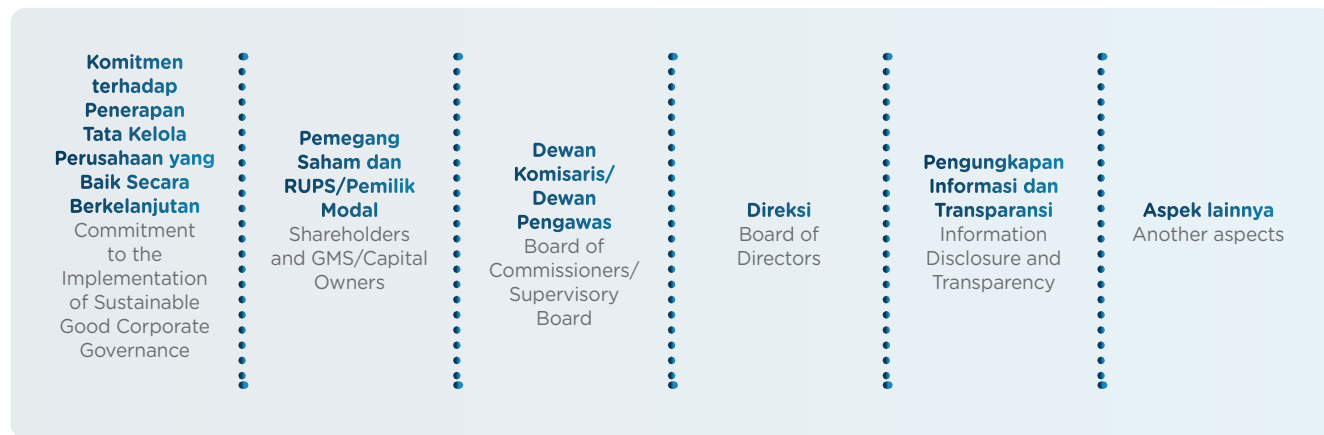 Komitmen
terhadap
Penerapan
Tata Kelola
Perusahaan yang
Baik Secara
Berkelanjutan
Commitment
to the
Implementation
of Sustainable
Good Corporate
Governance
Pemegang
Saham dan
RUPS/Pemilik
Modal
Shareholders
and GMS/Capital
Owners
Dewan
Komisaris/
Dewan
Pengawas
Board of
Commissioners/
Supervisory
Board
Direksi
Board of
Directors
Pengungkapan
Informasi dan
Transparansi
Information
Disclosure and
Transparency
Aspek lainnya
Another aspects